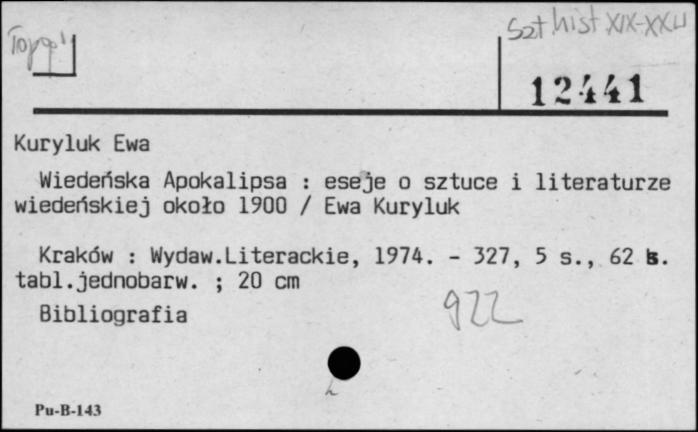 Szt hist XIX-XX w
12441
Kuryluk Ewa
Wiedeńska Apokalipsa : eseje o sztuce i literaturze
wiedeńskiej około 1900 / Ewa Kuryluk
Kraków : Wydaw.Literackie, 1974. - 327, 5 s., 62 s.
tabl.jednobarw. ; 20 cm
Bibliografia
922
Pu-B-143